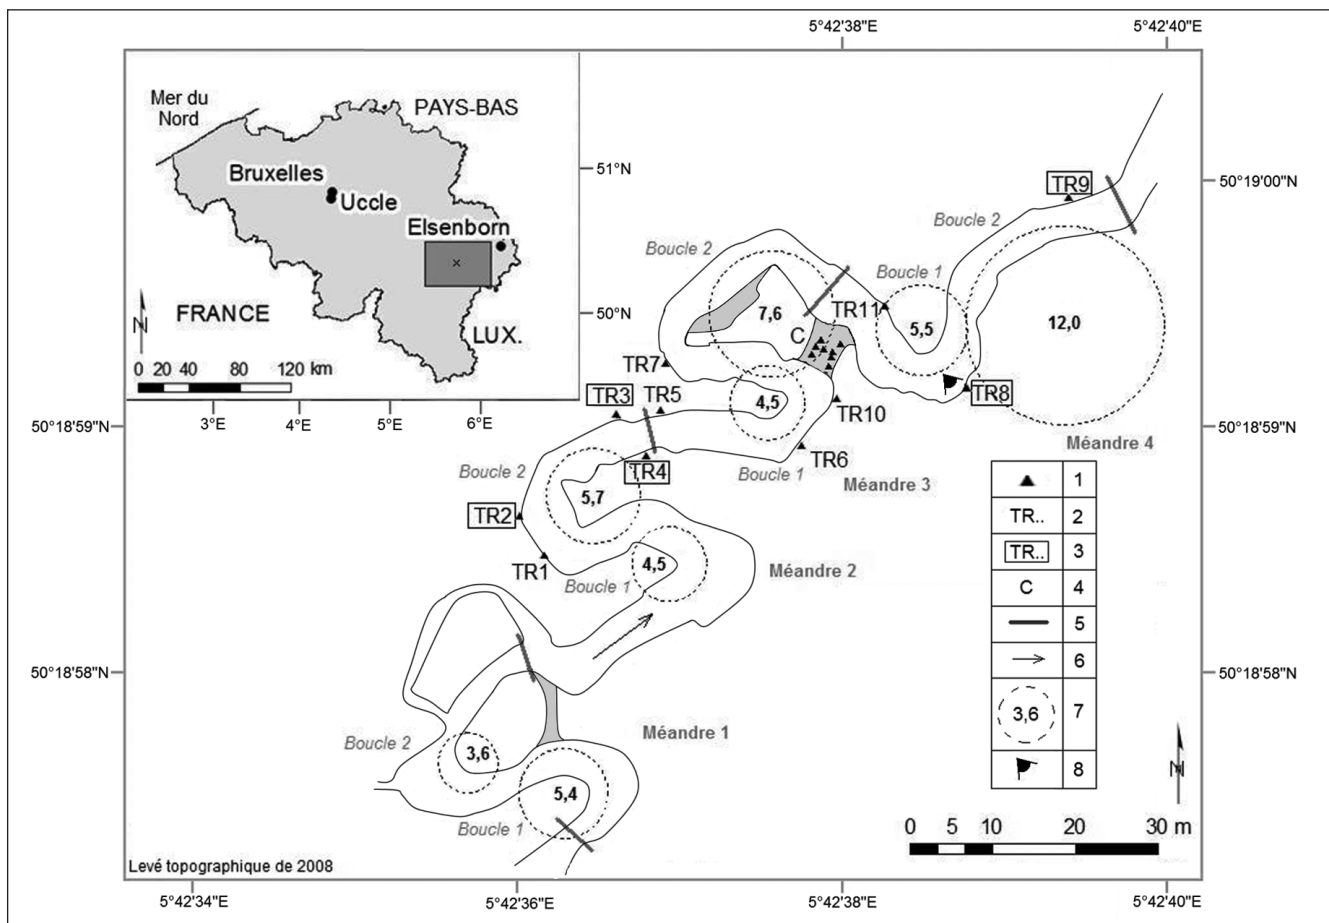 5°42'38"E
5°42'40"E
Mer du
Nord
PAYS-BAS
Bruxelles
Uccle
Elsenborn
FRANCE
LUX.
N
0 20 40 60 80 120 km
51°N
50°N
3°E
4°E
5°E
6°E
50°19'00"N
50°18'59"N
50°18'59"N
50°18'58"N
50°18'58"N
TR9
Boucle 2
Boucle 2
Boucle 1
TR11
7,6
5,5
12,0
C
TR7
TR3
TR5
4,5
TR10
TR8
Méandre 4
TR4
Boucle 2
Boucle 1
TR6
Méandre 3
5,7
TR2
TR1
4,5
Boucle 1
Méandre 2
Méandre 1
Boucle 2
3,6
5,4
Boucle 1
1
TR.. 2
TR.. 3
C 4
5
6
3,6 7
8
N
0 5 10 20 30 m
Levé topographique de 2008
5°42'34"E
5°42'36"E
5°42'38"E
5°42'40"E